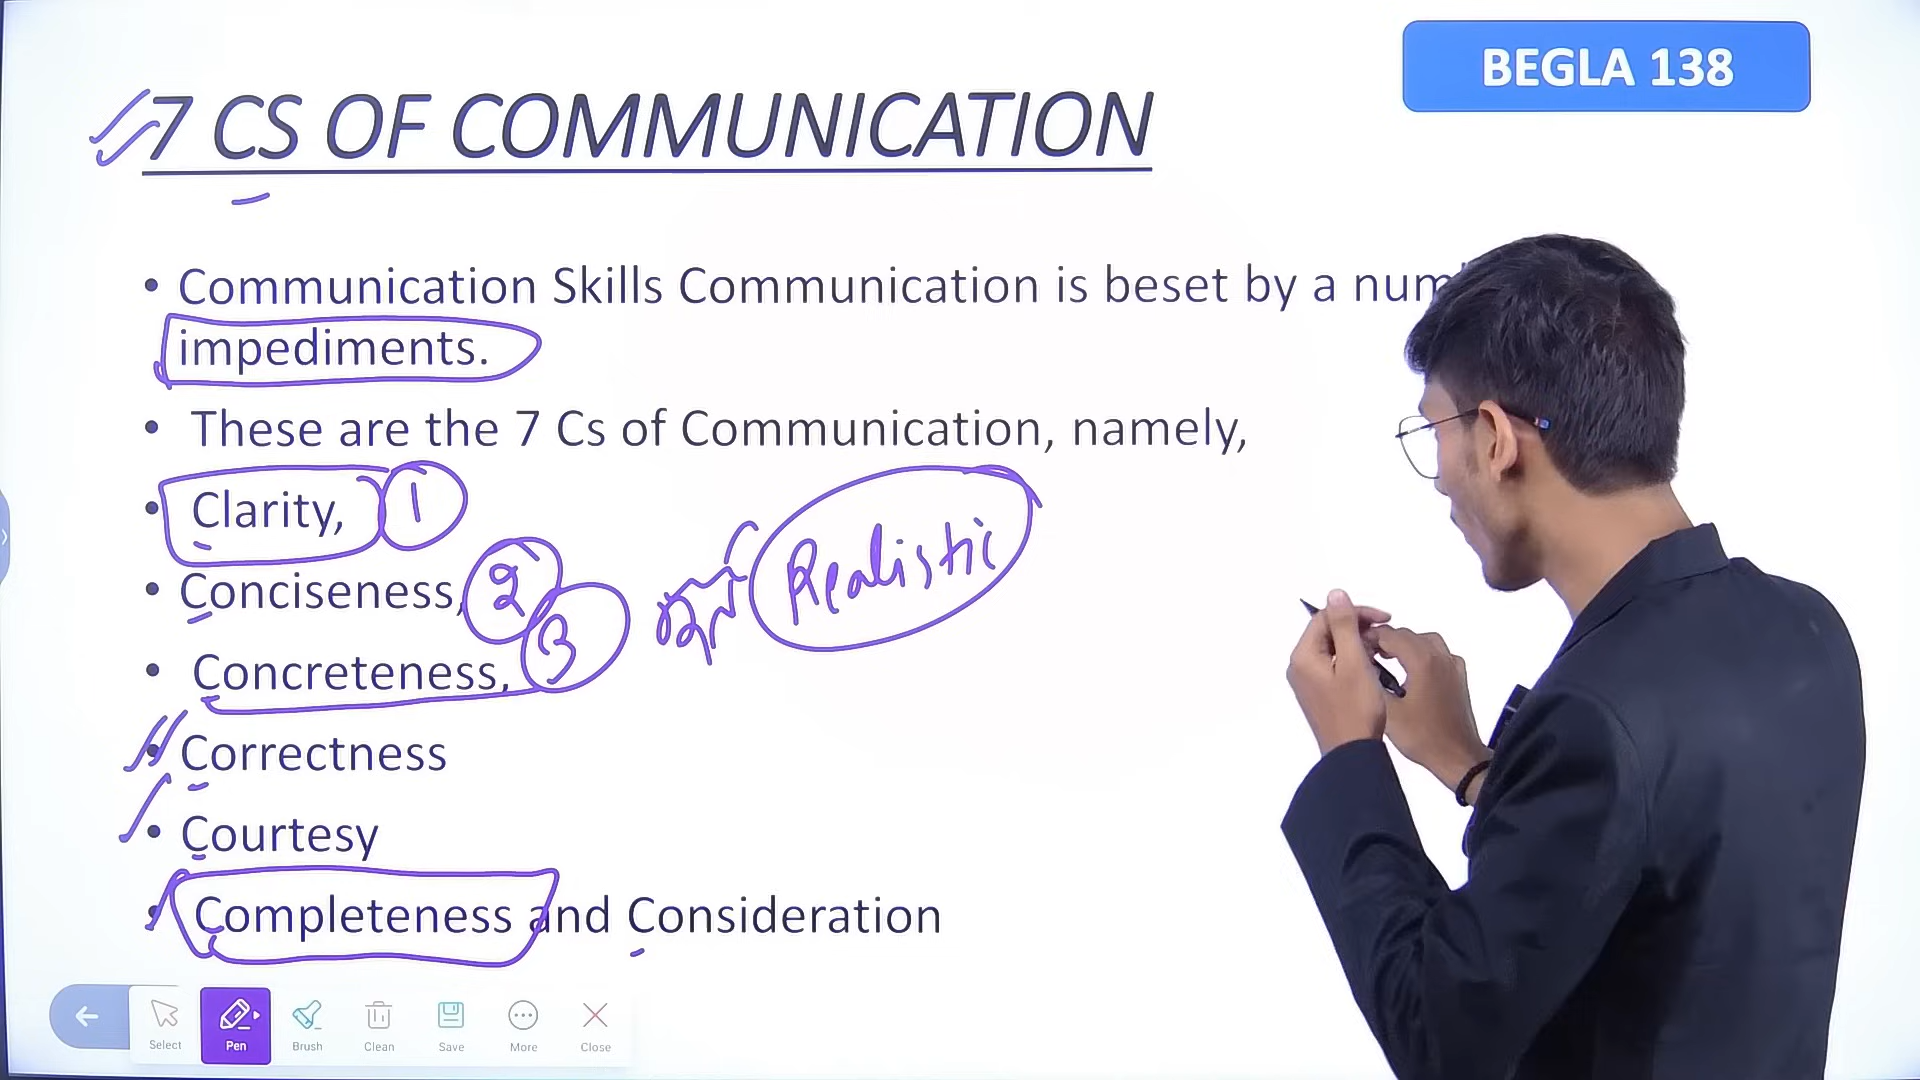 BEGLA 138
7 CS OF COMMUNICATION
• Communication Skills Communication is beset by a
impediments.
• These are the 7 Cs of Communication, namely,
• Clarity, 1
• Conciseness, 2
• Concreteness, 3
Realistic
• Correctness
• Courtesy
• Completeness and Consideration
Select
Pen
Brush
Clean
Save
More
Close